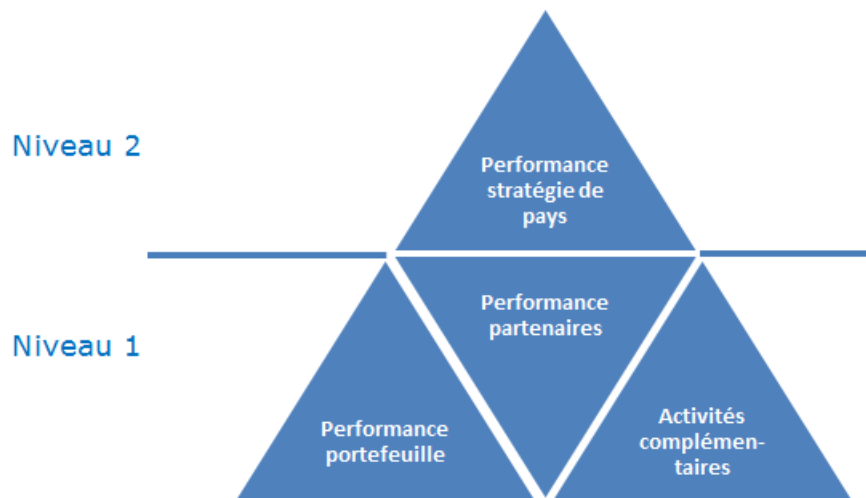 Niveau 2
Performance
stratégie de
pays
Niveau 1
Performance
partenaires
Performance
portefeuille
Activités
complémen-
taires